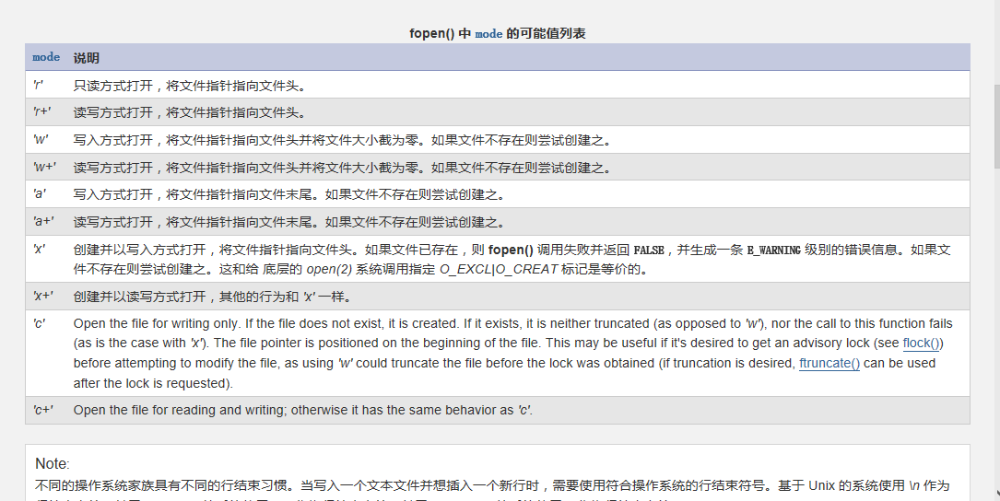 fopen() 中 mode 的可能值列表
mode 说明
'r' 只读方式打开，将文件指针指向文件头。
'r+' 读写方式打开，将文件指针指向文件头。
'w' 写入方式打开，将文件指针指向文件头并将文件大小截为零。如果文件不存在则尝试创建之。
'w+' 读写方式打开，将文件指针指向文件头并将文件大小截为零。如果文件不存在则尝试创建之。
'a' 写入方式打开，将文件指针指向文件末尾。如果文件不存在则尝试创建之。
'a+' 读写方式打开，将文件指针指向文件末尾。如果文件不存在则尝试创建之。
'x' 创建并以写入方式打开，将文件指针指向文件头。如果文件已存在，则 fopen() 调用失败并返回 FALSE，并生成一条 E_WARNING 级别的错误信息。如果文
件不存在则尝试创建之。这和给 底层的 open(2) 系统调用指定 O_EXCL|O_CREAT 标记是等价的。
'x+' 创建并以读写方式打开，其他的行为和 'x' 一样。
'c' Open the file for writing only. If the file does not exist, it is created. If it exists, it is neither truncated (as opposed to 'w'), nor the call to this function fails
(as is the case with 'x'). The file pointer is positioned on the beginning of the file. This may be useful if it's desired to get an advisory lock (see flock())
before attempting to modify the file, as using 'w' could truncate the file before the lock was obtained (if truncation is desired, ftruncate() can be used
after the lock is requested).
'c+' Open the file for reading and writing; otherwise it has the same behavior as 'c'.
Note:
不同的操作系统家族具有不同的行结束习惯。当写入一个文本文件并想插入一个新行时，需要使用符合操作系统的行结束符号。基于 Unix 的系统使用 \n 作为